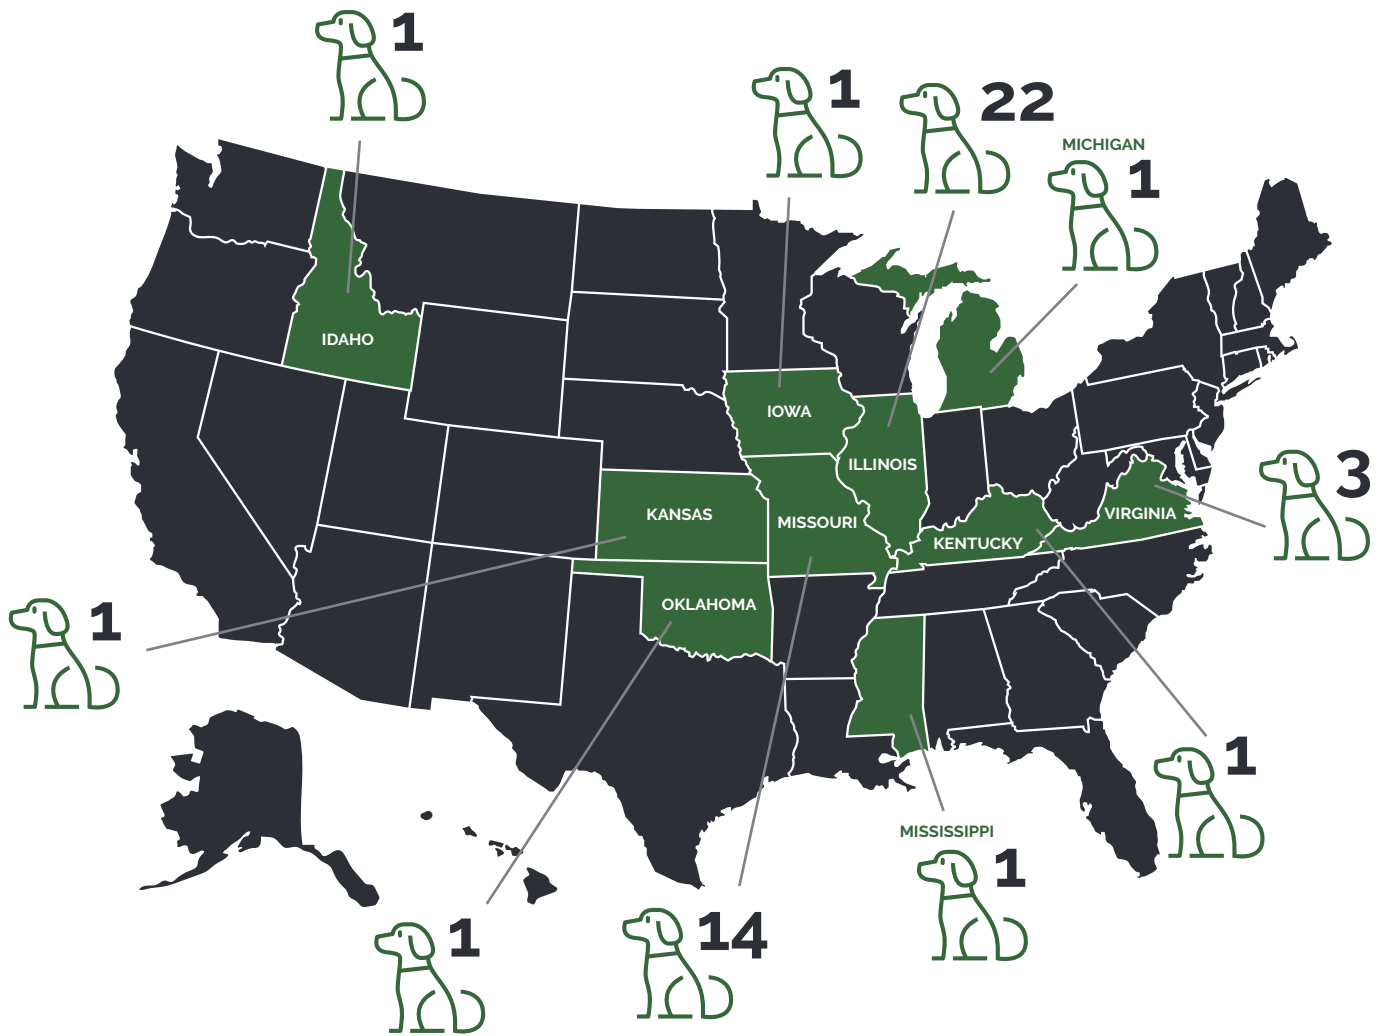 1
1
22
MICHIGAN
1
IDAHO
IOWA
ILLINOIS
3
KANSAS
MISSOURI
VIRGINIA
KENTUCKY
OKLAHOMA
1
1
MISSISSIPPI
1
14
1